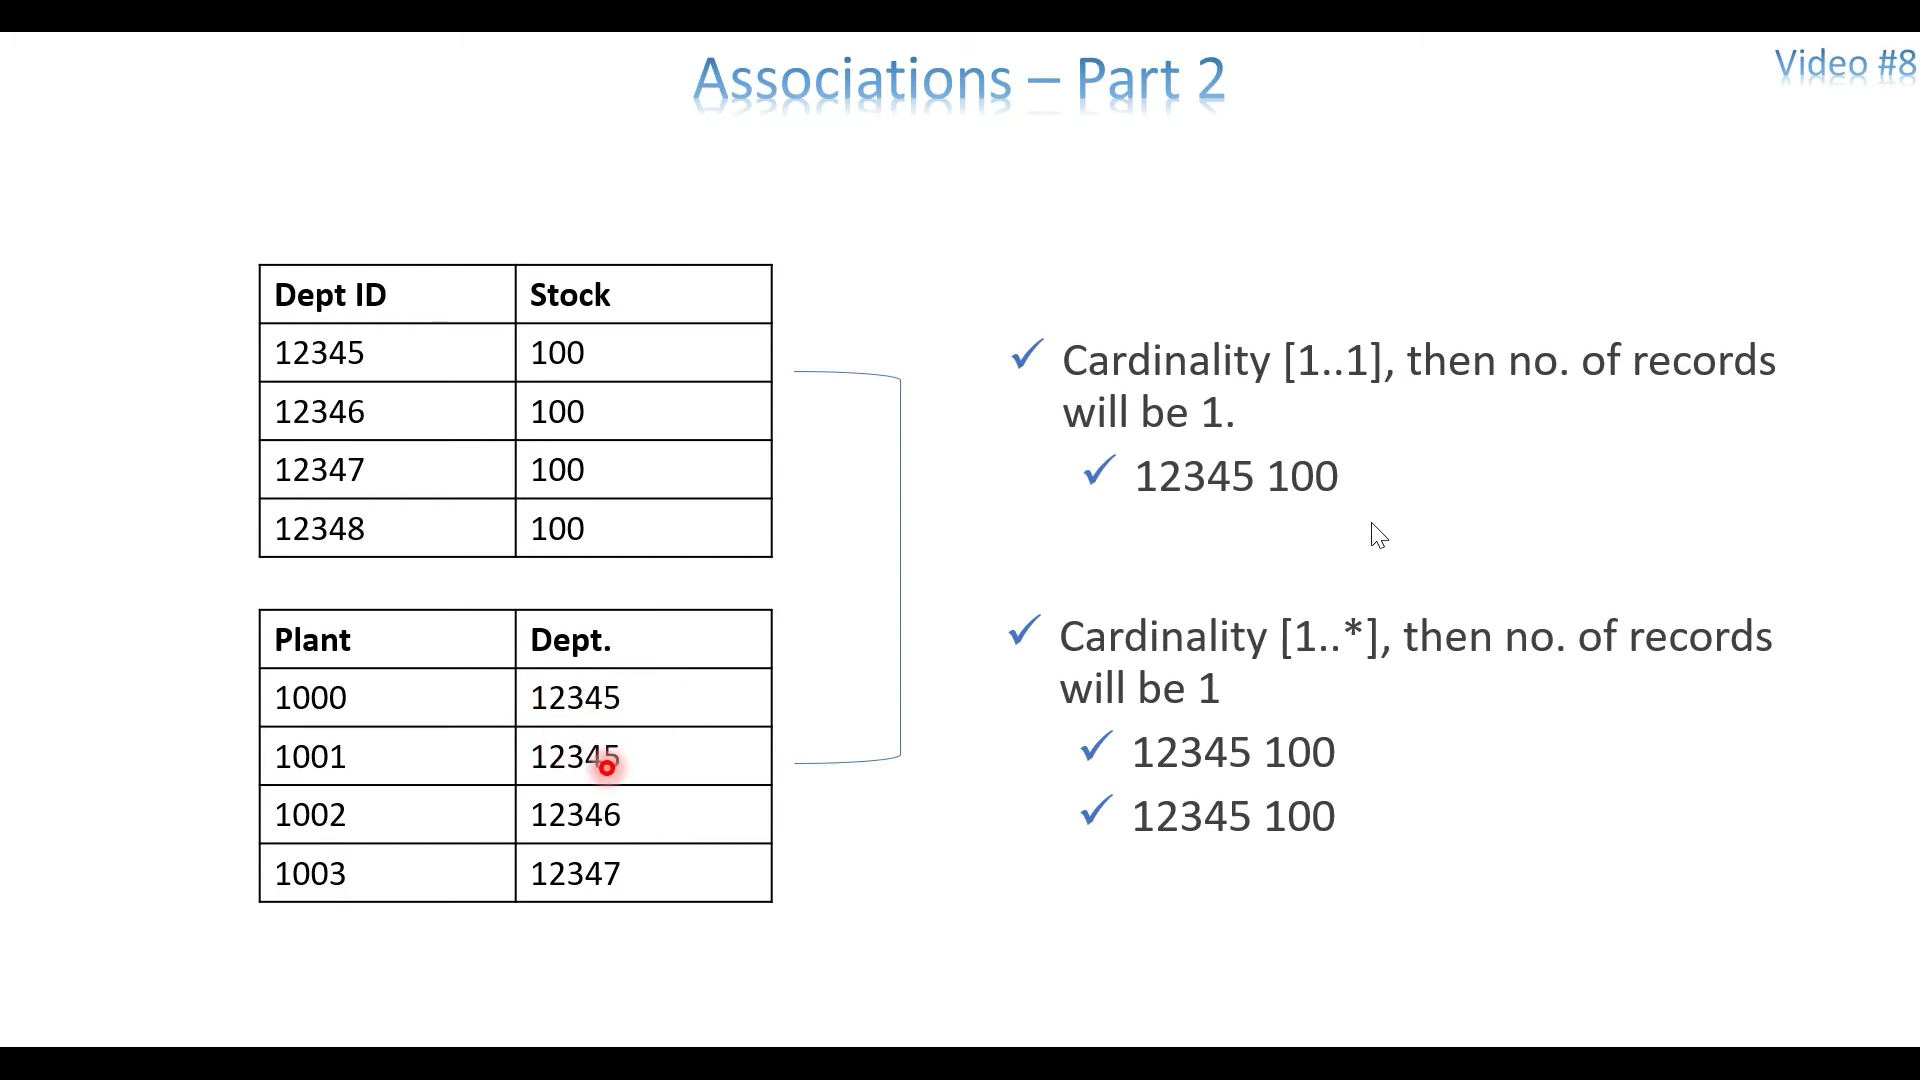 Associations – Part 2
Video #8
Dept ID Stock
12345 100
12346 100
12347 100
12348 100
Plant Dept.
1000 12345
1001 12345
1002 12346
1003 12347
Cardinality [1..1], then no. of records
will be 1.
12345 100
Cardinality [1..*], then no. of records
will be 1
12345 100
12345 100